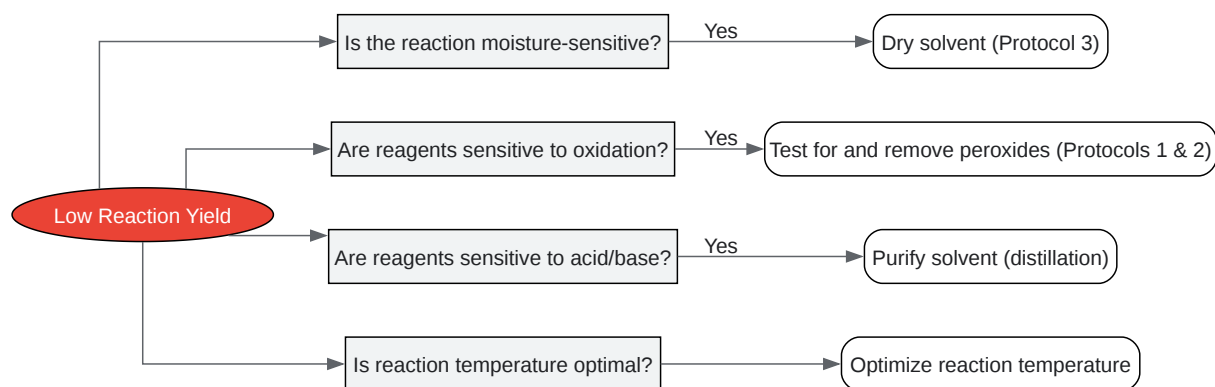 Is the reaction moisture-sensitive?
Yes
Dry solvent (Protocol 3)
Are reagents sensitive to oxidation?
Yes
Test for and remove peroxides (Protocols 1 & 2)
Low Reaction Yield
Are reagents sensitive to acid/base?
Yes
Purify solvent (distillation)
Is reaction temperature optimal?
Optimize reaction temperature